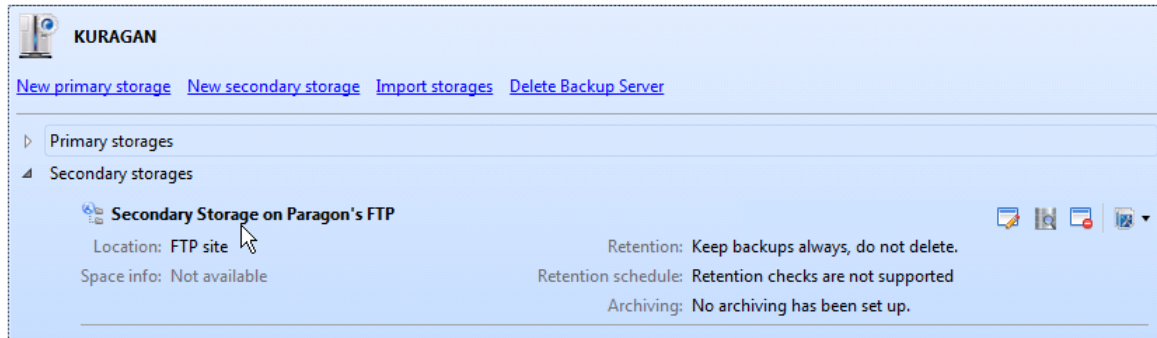 KURAGAN
New primary storage New secondary storage Import storages Delete Backup Server
Primary storages
Secondary storages
Secondary Storage on Paragon's FTP
Location: FTP site Retention: Keep backups always, do not delete.
Space info: Not available Retention schedule: Retention checks are not supported
Archiving: No archiving has been set up.